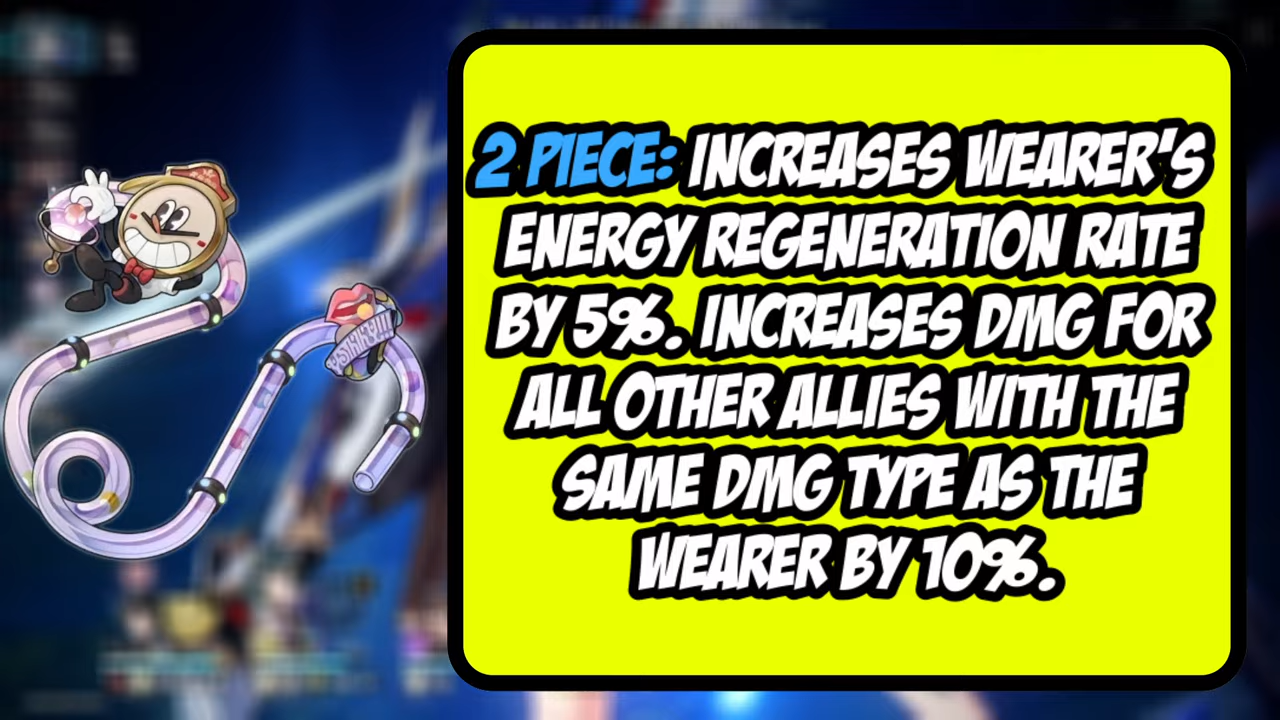 2 PIECE: INCREASES WEARER'S
ENERGY REGENERATION RATE
BY 5%. INCREASES DMG FOR
ALL OTHER ALLIES WITH THE
SAME DMG TYPE AS THE
WEARER BY 10%.